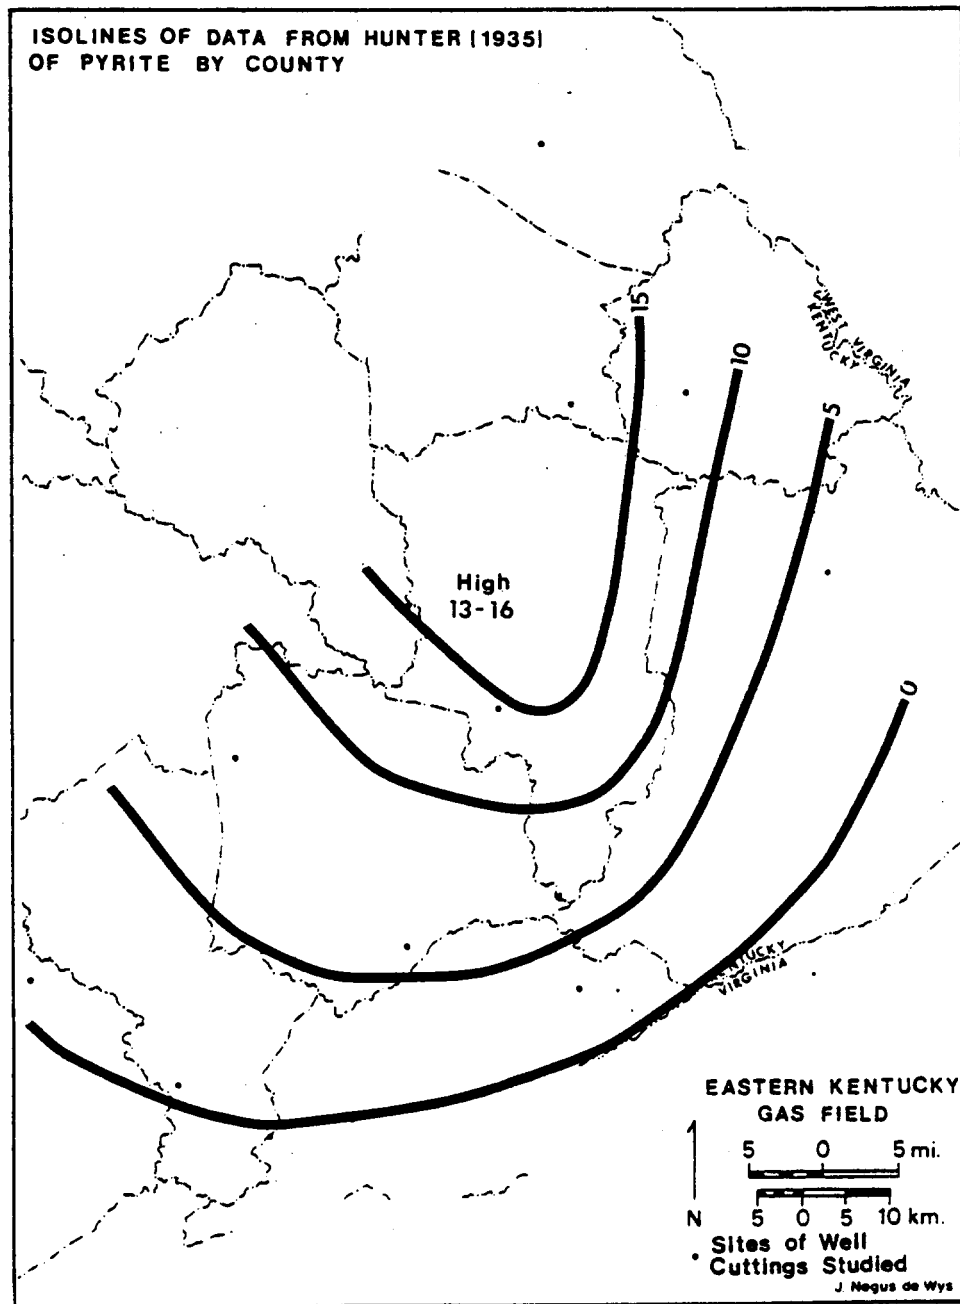 ISOLINES OF DATA FROM HUNTER (1935)
OF PYRITE BY COUNTY
15
WEST VIRGINIA
KENTUCKY
10
5
High
13-16
0
KENTUCKY
VIRGINIA
EASTERN KENTUCKY
GAS FIELD
5 0 5 mi.
N
5 0 5 10 km.
Sites of Well
Cuttings Studied
J. Negus de Wys